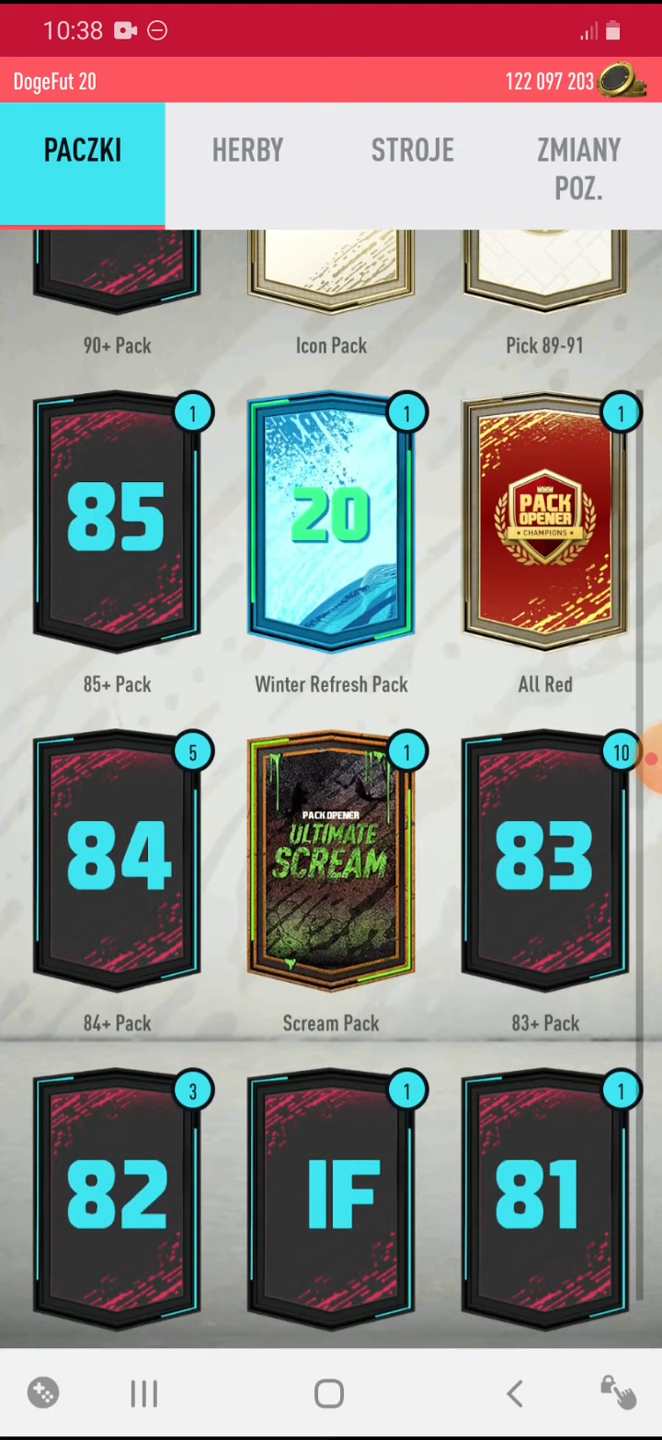 10:38
DogeFut 20
122 097 203
PACZKI
HERBY
STROJE
ZMIANY
POZ.
90+ Pack
Icon Pack
Pick 89-91
1
1
1
85
20
PACK
OPENER
CHAMPIONS
85+ Pack
Winter Refresh Pack
All Red
5
1
10
84
PACK OPENER
ULTIMATE
SCREAM
83
84+ Pack
Scream Pack
83+ Pack
3
1
1
82
IF
81